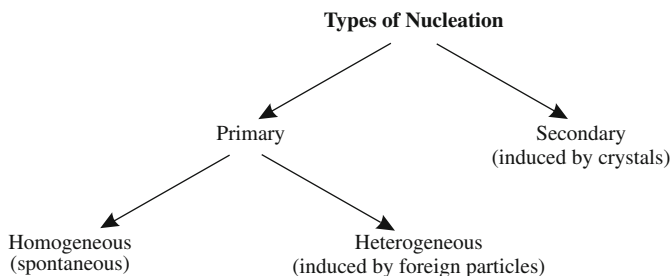 Types of Nucleation
Primary
Secondary
(induced by crystals)
Homogeneous
(spontaneous)
Heterogeneous
(induced by foreign particles)